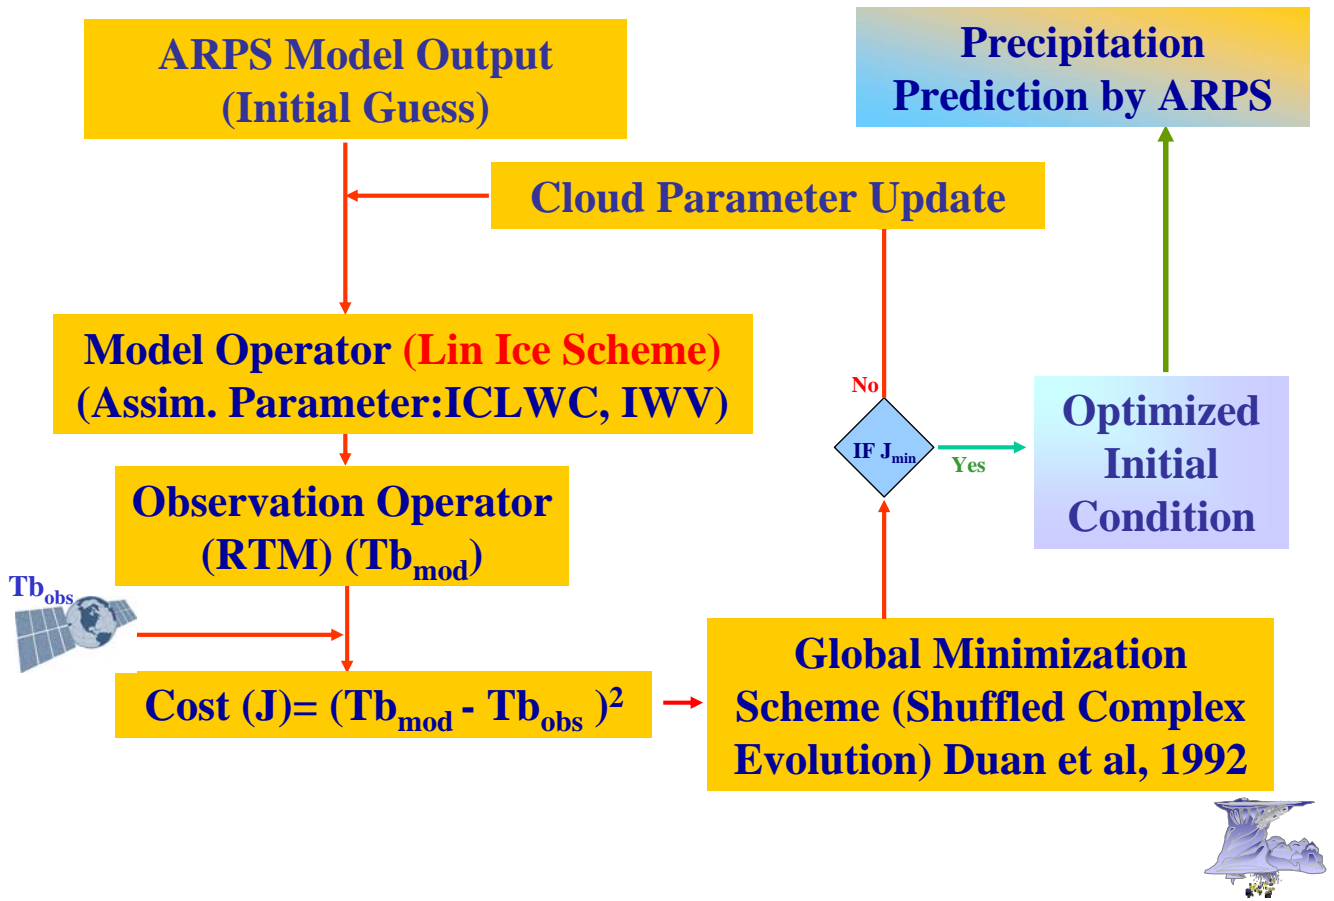 ARPS Model Output
(Initial Guess)
Precipitation
Prediction by ARPS
Cloud Parameter Update
Model Operator (Lin Ice Scheme)
(Assim. Parameter:ICLWC, IWV)
No
IF Jmin
Yes
Optimized
Initial
Condition
Observation Operator
(RTM) (Tbmod)
Tbobs
Cost (J)= (Tbmod - Tbobs )2
Global Minimization
Scheme (Shuffled Complex
Evolution) Duan et al, 1992